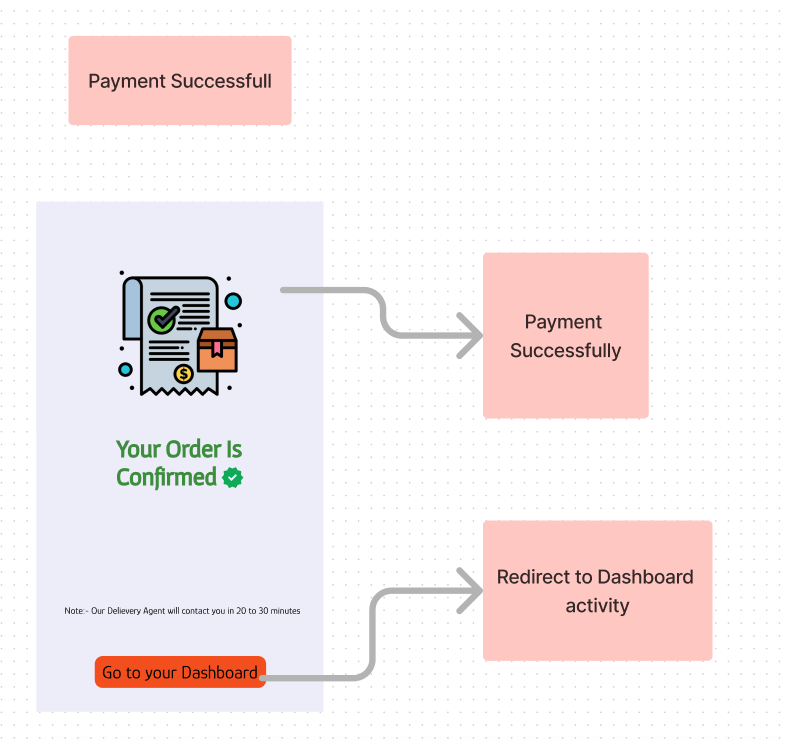 Payment Successfull
Payment
Successfully
$
Your Order Is
Confirmed
Note:- Our Delievery Agent will contact you in 20 to 30 minutes
Redirect to Dashboard
activity
Go to your Dashboard